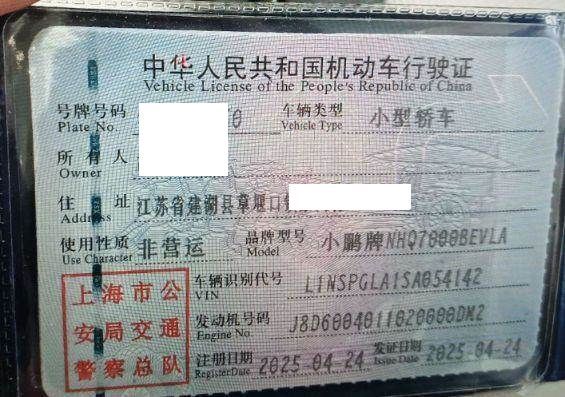 中华人民共和国机动车行驶证
Vehicle License of the People's Republic of China
号牌号码 Plate No. 0 车辆类型 Vehicle Type 小型轿车
所有人 Owner
住址 Address 江苏省建湖县草堰口
使用性质 Use Character 非营运 品牌型号 Model 小鹏牌NHQ7000BEVLA
上海市公安局交通警察总队
车辆识别代号 VIN L1NSPGLA1SA054142
发动机号码 Engine No. J8D6004011020000DM2
注册日期 Register Date 2025-04-24 发证日期 Issue Date 2025-04-24